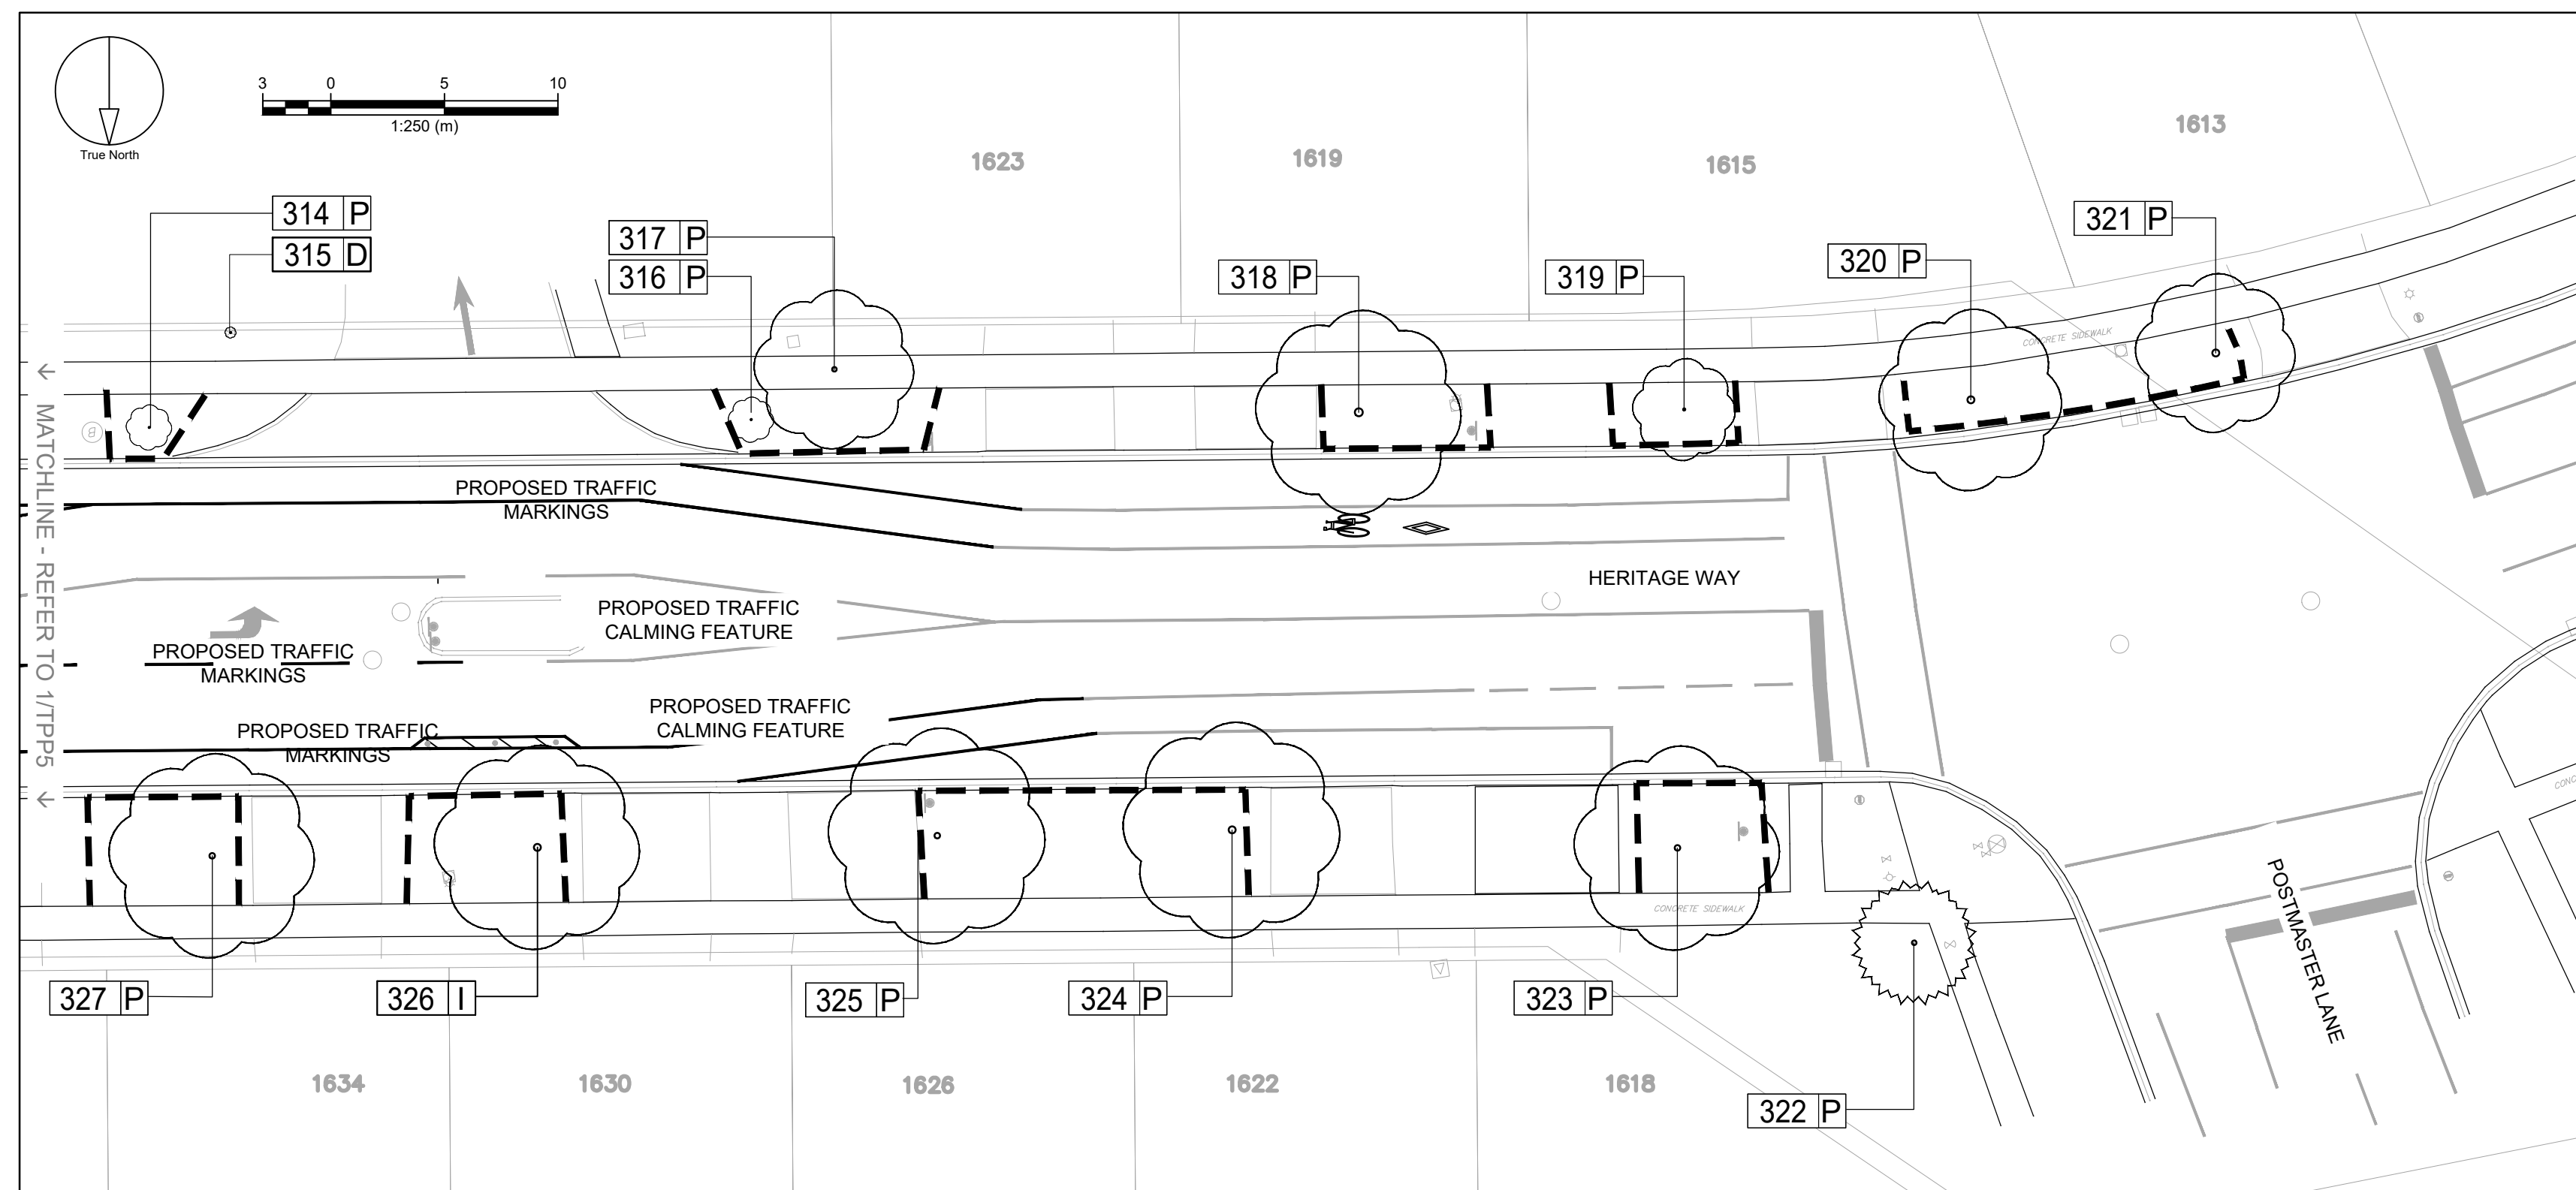 3 0 5 10
1:250 (m)
True North
1623
1619
1615
1613
314 P
315 D
317 P
316 P
318 P
319 P
320 P
321 P
CONCRETE SIDEWALK
B
← MATCHLINE - REFER TO 1/TPP5 →
PROPOSED TRAFFIC
MARKINGS
HERITAGE WAY
PROPOSED TRAFFIC
CALMING FEATURE
PROPOSED TRAFFIC
MARKINGS
PROPOSED TRAFFIC
CALMING FEATURE
PROPOSED TRAFFIC
MARKINGS
CONC
POSTMASTER LANE
CONCRETE SIDEWALK
327 P
326 I
325 P
324 P
323 P
322 P
1634
1630
1626
1622
1618